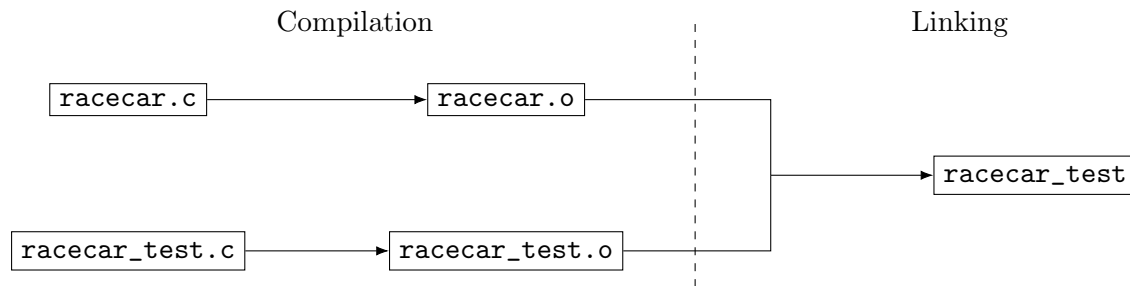 Compilation
Linking
racecar.c
racecar.o
racecar_test
racecar_test.c
racecar_test.o